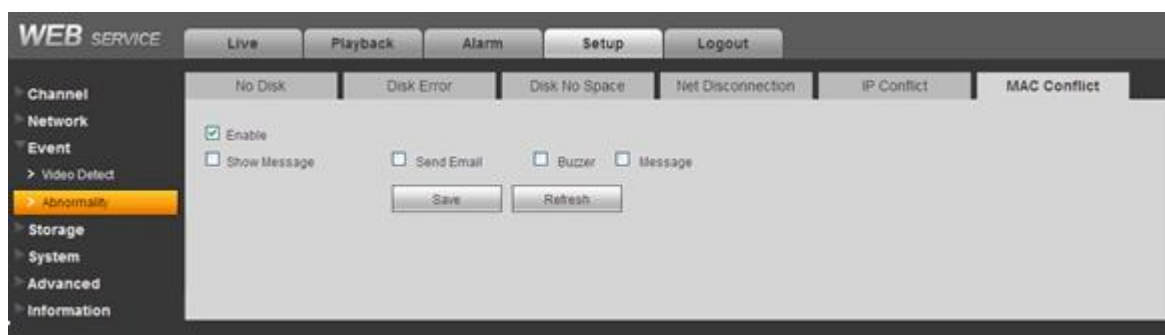 WEB SERVICE
Live Playback Alarm Setup Logout
No Disk Disk Error Disk No Space Net Disconnection IP Conflict MAC Conflict
Channel
Network
Event
> Video Detect
> Abnormality
Storage
System
Advanced
Information
Enable
Show Message Send Email Buzzer Message
Save Refresh